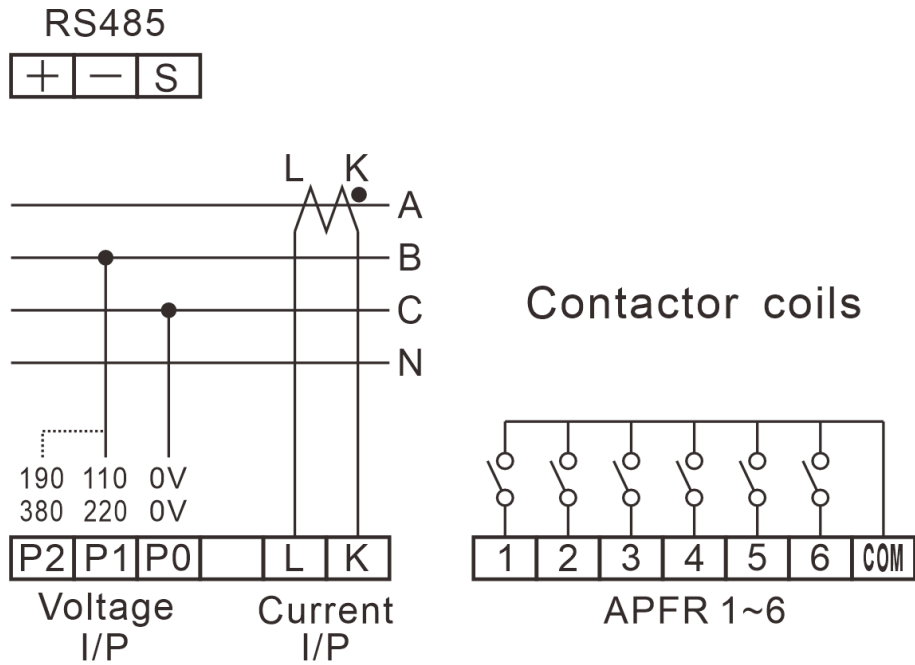 RS485
+ − S
L K
A
B
C
N
Contactor coils
190 110 0V
380 220 0V
P2 P1 P0 L K
1 2 3 4 5 6 COM
Voltage
I/P
Current
I/P
APFR 1~6